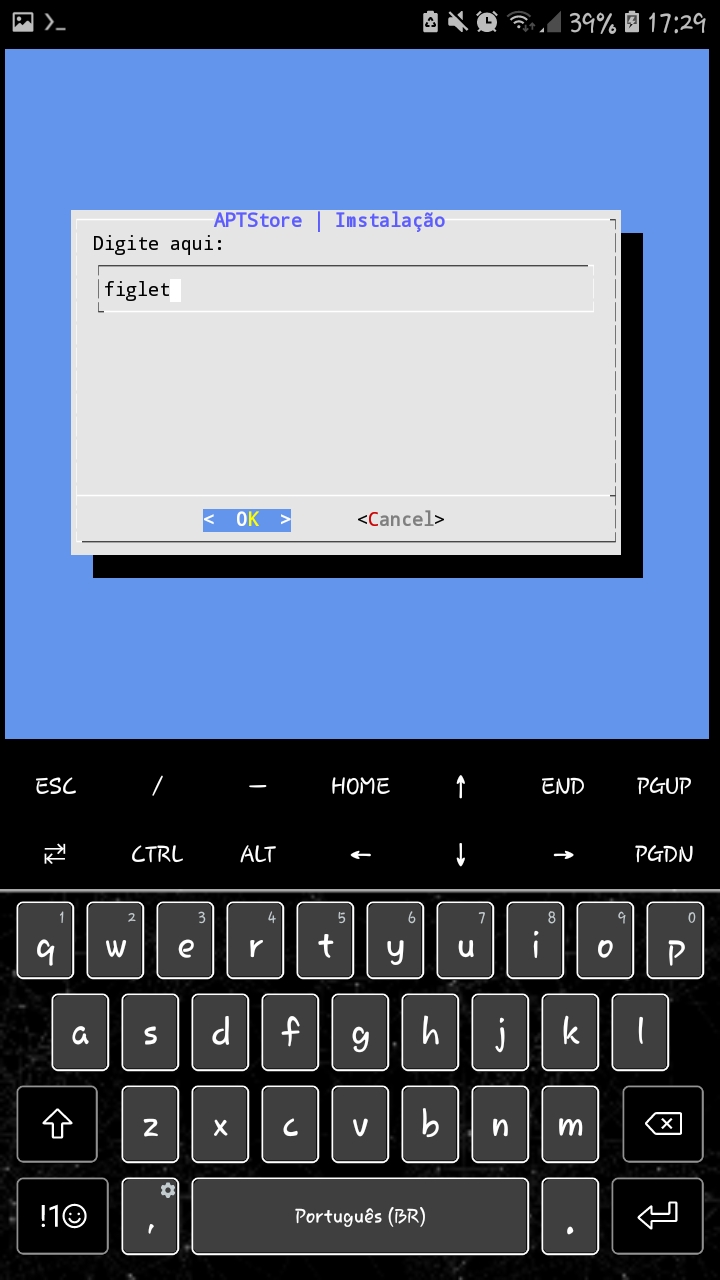 39% 17:29
APTStore | Instalação
Digite aqui:
figlet
< OK > <Cancel>
ESC / — HOME ↑ END PGUP
⇄ CTRL ALT ← ↓ → PGDN
1 2 3 4 5 6 7 8 9 0
q w e r t y u i o p
a s d f g h j k l
z x c v b n m
!1☺ , Português (BR) .